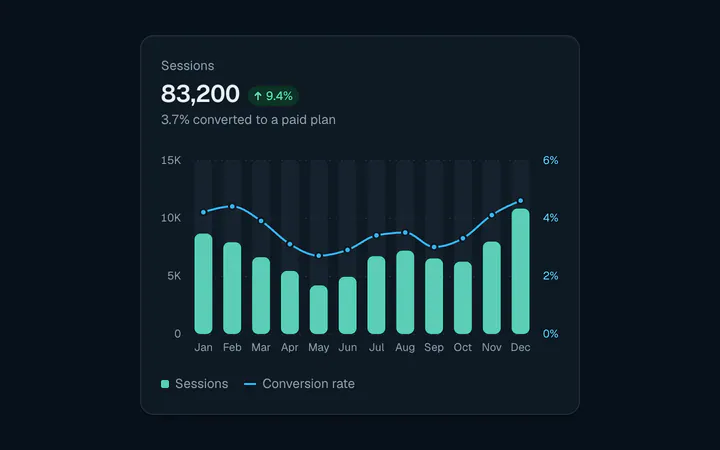 Sessions
83,200 ↑ 9.4%
3.7% converted to a paid plan
15K 6%
10K 4%
5K 2%
0 0%
Jan Feb Mar Apr May Jun Jul Aug Sep Oct Nov Dec
Sessions Conversion rate